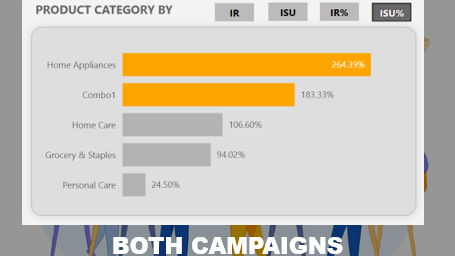 PRODUCT CATEGORY BY IR ISU IR% ISU%
Home Appliances 264.39%
Combo1 183.33%
Home Care 106.60%
Grocery & Staples 94.02%
Personal Care 24.50%
BOTH CAMPAIGNS